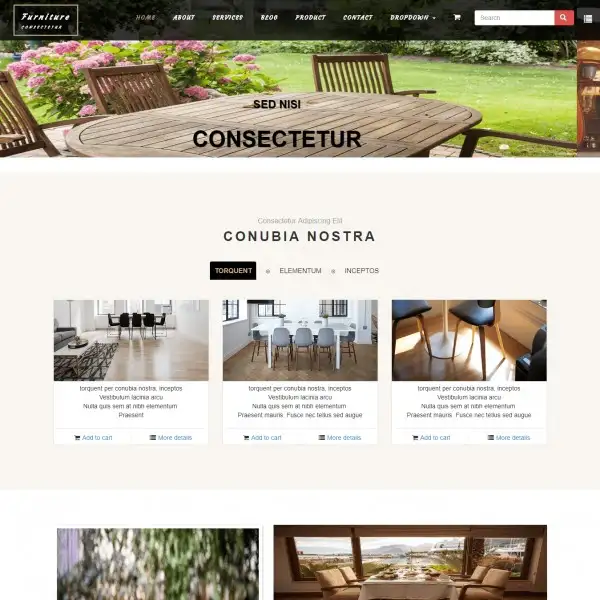 Furniture
CONSECTETUR
HOME ABOUT SERVICES BLOG PRODUCT CONTACT DROPDOWN
Search
SED NISI
CONSECTETUR
Consectetur Adipiscing Elit
CONUBIA NOSTRA
TORQUENT ELEMENTUM INCEPTOS
torquent per conubia nostra, inceptos
Vestibulum lacinia arcu
Nulla quis sem at nibh elementum
Praesent
Add to cart More details
torquent per conubia nostra, inceptos
Vestibulum lacinia arcu
Nulla quis sem at nibh elementum
Praesent mauris Fusce nec tellus sed augue
Add to cart More details
torquent per conubia nostra, inceptos
Vestibulum lacinia arcu
Nulla quis sem at nibh elementum
Praesent mauris Fusce nec tellus sed augue
Add to cart More details